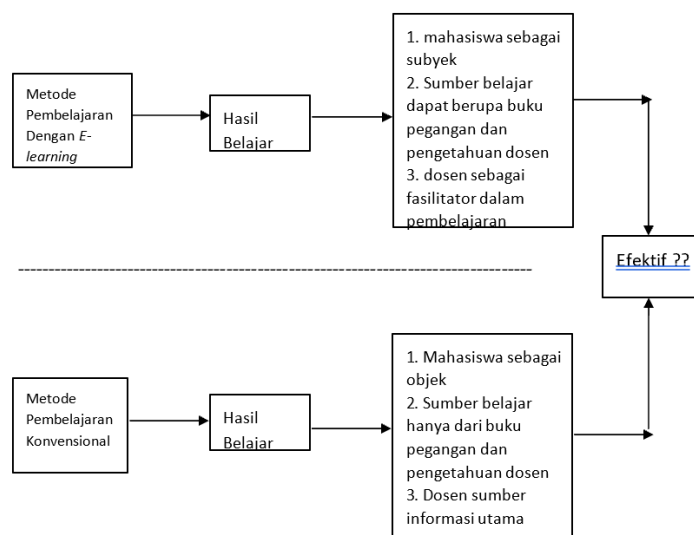 Metode
Pembelajaran
Dengan E-
learning
Hasil
Belajar
1. mahasiswa sebagai
subyek
2. Sumber belajar
dapat berupa buku
pegangan dan
pengetahuan dosen
3. dosen sebagai
fasilitator dalam
pembelajaran
Efektif ??
Metode
Pembelajaran
Konvensional
Hasil
Belajar
1. Mahasiswa sebagai
objek
2. Sumber belajar
hanya dari buku
pegangan dan
pengetahuan dosen
3. Dosen sumber
informasi utama